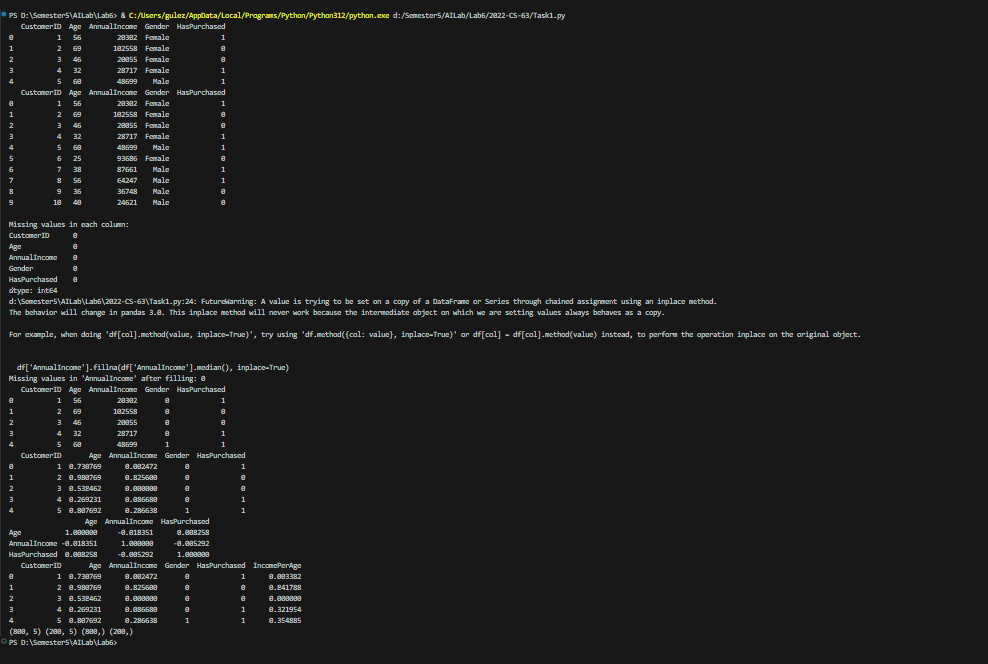 PS D:\Semester5\AILab\Lab6> & C:/Users/gulez/AppData/Local/Programs/Python/Python312/python.exe d:/Semester5/AILab/Lab6/2022-CS-63/Task1.py
   CustomerID  Age  AnnualIncome  Gender  HasPurchased
0           1   56         20302  Female             1
1           2   69        102558  Female             0
2           3   46         20055  Female             0
3           4   32         28717  Female             1
4           5   60         48699    Male             1
   CustomerID  Age  AnnualIncome  Gender  HasPurchased
0           1   56         20302  Female             1
1           2   69        102558  Female             0
2           3   46         20055  Female             0
3           4   32         28717  Female             1
4           5   60         48699    Male             1
5           6   25         93686  Female             0
6           7   38         87661    Male             1
7           8   56         64247    Male             1
8           9   36         36748    Male             0
9          10   40         24621    Male             0
Missing values in each column:
CustomerID      0
Age             0
AnnualIncome    0
Gender          0
HasPurchased    0
dtype: int64
d:\Semester5\AILab\Lab6\2022-CS-63\Task1.py:24: FutureWarning: A value is trying to be set on a copy of a DataFrame or Series through chained assignment using an inplace method.
The behavior will change in pandas 3.0. This inplace method will never work because the intermediate object on which we are setting values always behaves as a copy.
For example, when doing 'df[col].method(value, inplace=True)', try using 'df.method({col: value}, inplace=True)' or df[col] = df[col].method(value) instead, to perform the operation inplace on the original object.
  df['AnnualIncome'].fillna(df['AnnualIncome'].median(), inplace=True)
Missing values in 'AnnualIncome' after filling: 0
   CustomerID  Age  AnnualIncome  Gender  HasPurchased
0           1   56         20302       0             1
1           2   69        102558       0             0
2           3   46         20055       0             0
3           4   32         28717       0             1
4           5   60         48699       1             1
   CustomerID       Age  AnnualIncome  Gender  HasPurchased
0           1  0.730769      0.002472       0             1
1           2  0.980769      0.825600       0             0
2           3  0.538462      0.000000       0             0
3           4  0.269231      0.086680       0             1
4           5  0.807692      0.286638       1             1
                   Age  AnnualIncome  HasPurchased
Age           1.000000     -0.018351      0.008258
AnnualIncome -0.018351      1.000000     -0.005292
HasPurchased  0.008258     -0.005292      1.000000
   CustomerID       Age  AnnualIncome  Gender  HasPurchased  IncomePerAge
0           1  0.730769      0.002472       0             1      0.003382
1           2  0.980769      0.825600       0             0      0.841788
2           3  0.538462      0.000000       0             0      0.000000
3           4  0.269231      0.086680       0             1      0.321954
4           5  0.807692      0.286638       1             1      0.354885
(800, 5) (200, 5) (800,) (200,)
PS D:\Semester5\AILab\Lab6>